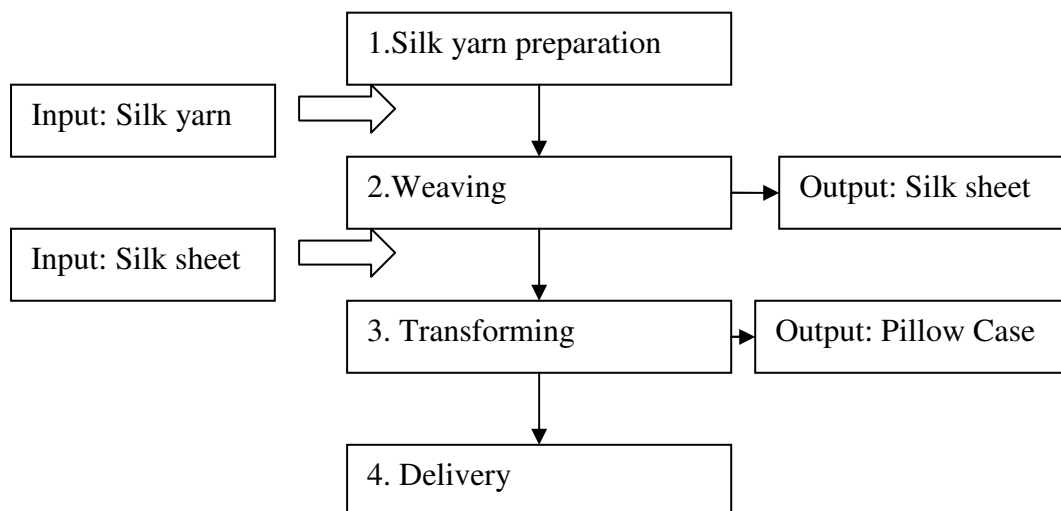 1.Silk yarn preparation
Input: Silk yarn
2.Weaving
Output: Silk sheet
Input: Silk sheet
3. Transforming
Output: Pillow Case
4. Delivery